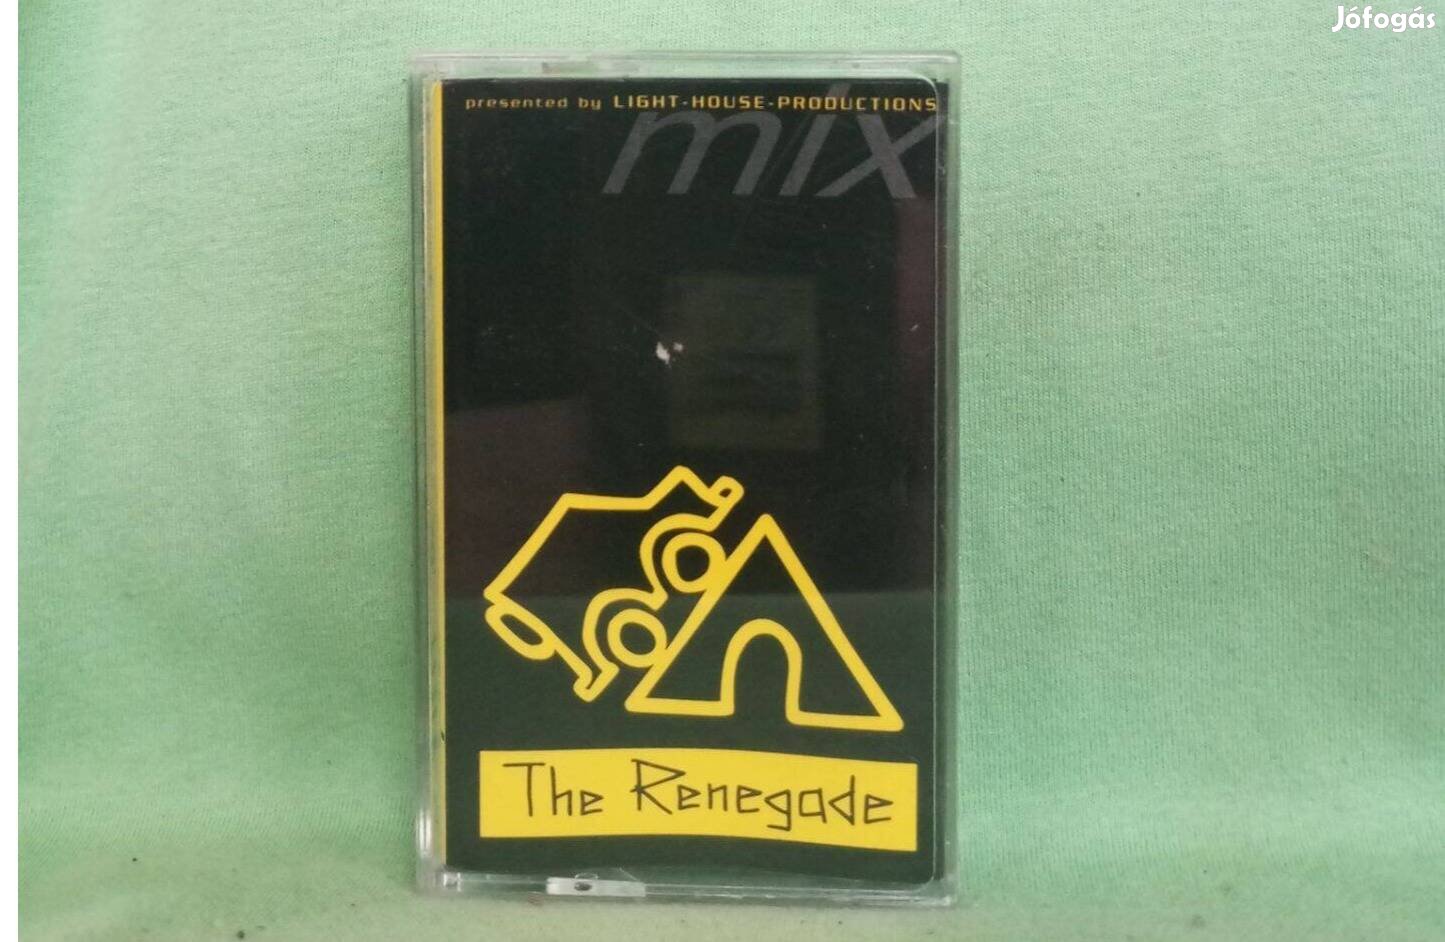 Jófogás
presented by LIGHT-HOUSE-PRODUCTIONS
mix
The Renegade